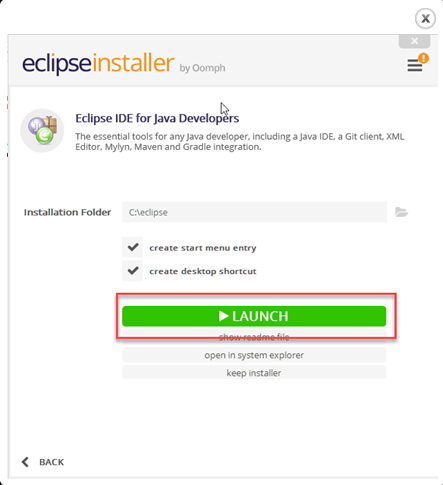 eclipseinstaller by Oomph
Eclipse IDE for Java Developers
The essential tools for any Java developer, including a Java IDE, a Git client, XML
Editor, Mylyn, Maven and Gradle integration.
Installation Folder C:\eclipse
create start menu entry
create desktop shortcut
LAUNCH
show readme file
open in system explorer
keep installer
BACK